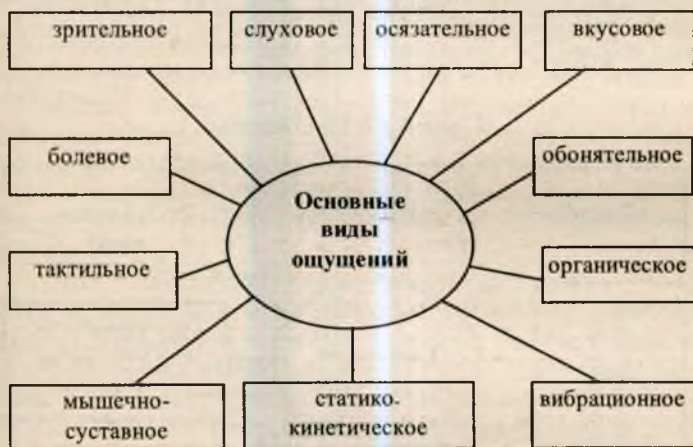 зрительное
слуховое
осязательное
вкусовое
болевое
обонятельное
Основные
виды
ощущений
тактильное
органическое
мышечно-
суставное
статико-
кинетическое
вибрационное